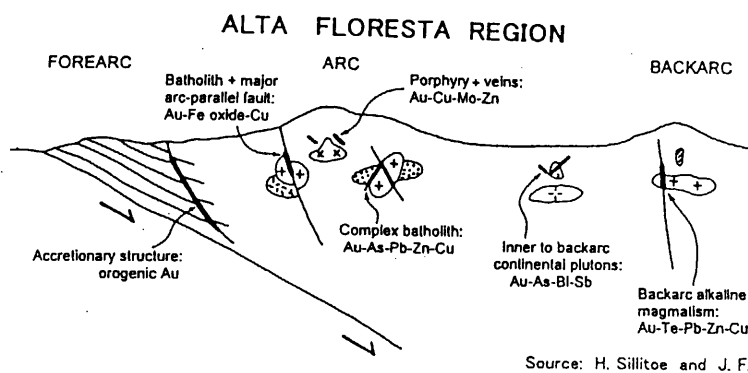 ALTA FLORESTA REGION
FOREARC
ARC
BACKARC
Batholith + major
arc-parallel fault:
Au-Fe oxide-Cu
Porphyry + veins:
Au-Cu-Mo-Zn
Accretionary structure:
orogenic Au
Complex batholith:
Au-As-Pb-Zn-Cu
Inner to backarc
continental plutons:
Au-As-Bl-Sb
Backarc alkaline
magmalism:
Au-Te-Pb-Zn-Cu
Source: H. Sillitoe and J. F.